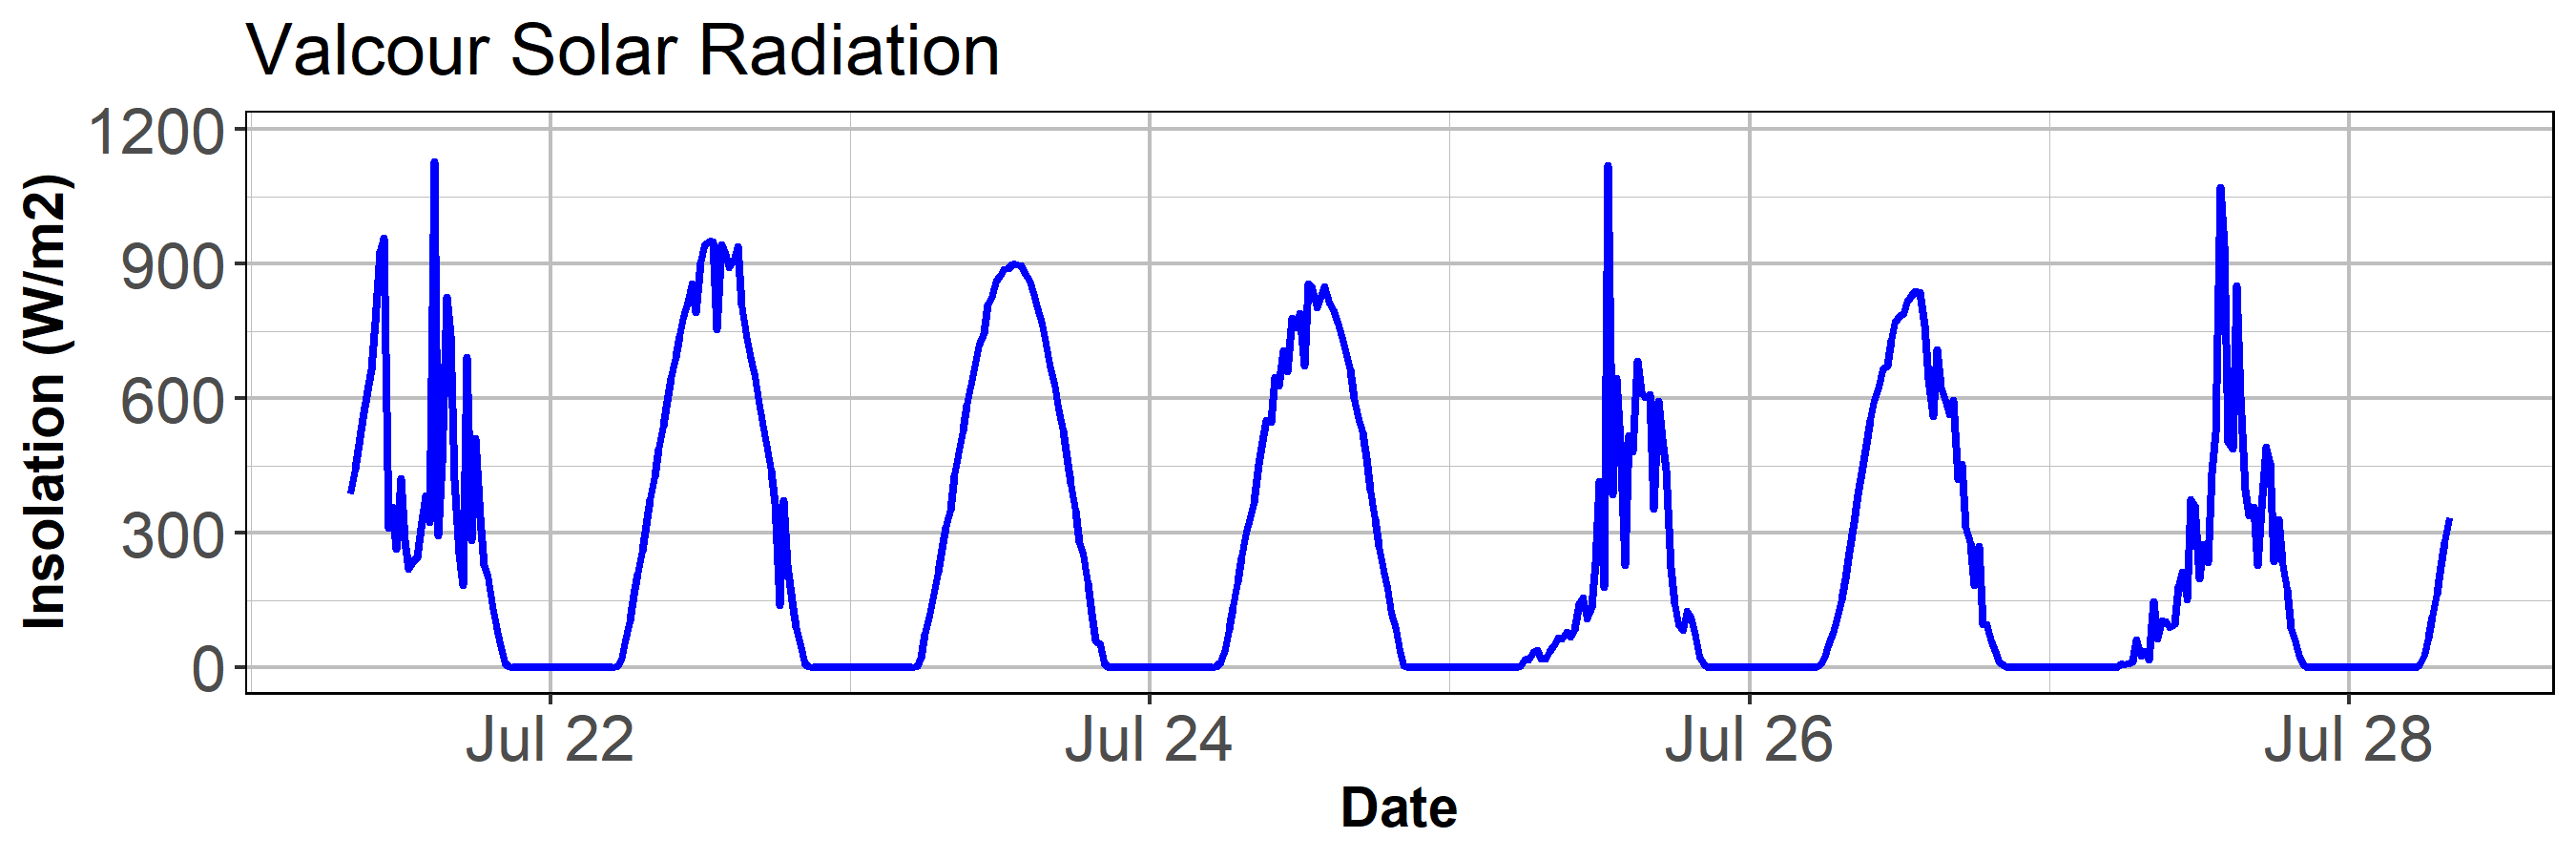 Valcour Solar Radiation
Insolation (W/m2)
1200
900
600
300
0
Jul 22
Jul 24
Jul 26
Jul 28
Date